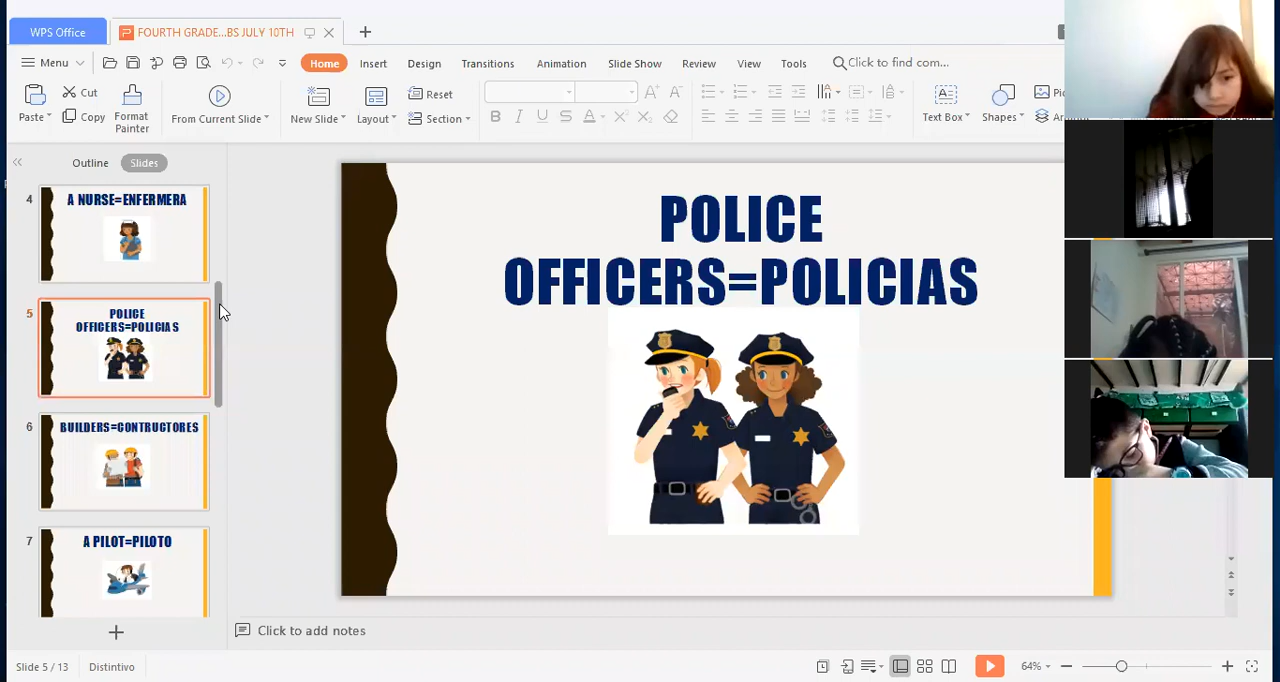 WPS Office
FOURTH GRADE...BS JULY 10TH
Menu
Home
Insert
Design
Transitions
Animation
Slide Show
Review
View
Tools
Click to find com...
Paste
Cut
Copy
Format
Painter
From Current Slide
New Slide
Layout
Reset
Section
B I U S A X² X₂
Text Box
Shapes
Outline
Slides
4
A NURSE=ENFERMERA
5
POLICE
OFFICERS=POLICIAS
6
BUILDERS=CONTRUCTORES
7
A PILOT=PILOTO
POLICE
OFFICERS=POLICIAS
Click to add notes
Slide 5 / 13
Distintivo
64%